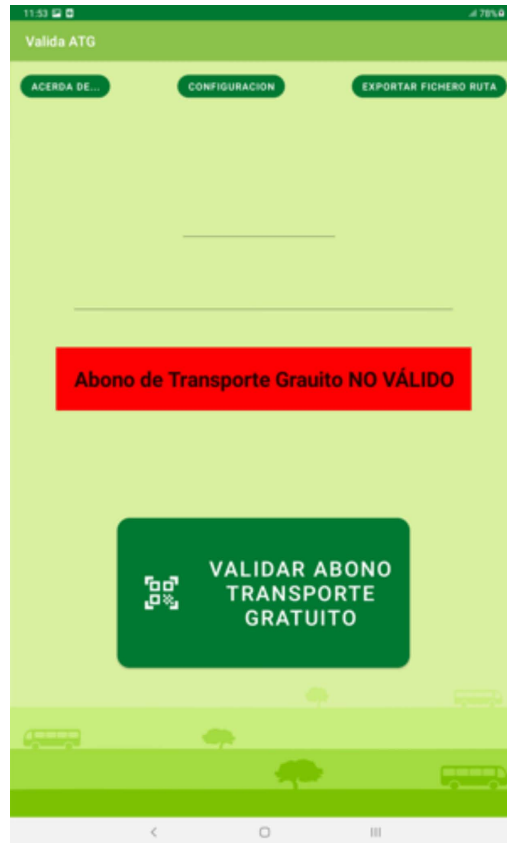 11:53 78%
Valida ATG
ACERDA DE... CONFIGURACION EXPORTAR FICHERO RUTA
Abono de Transporte Grauito NO VÁLIDO
VALIDAR ABONO
TRANSPORTE
GRATUITO